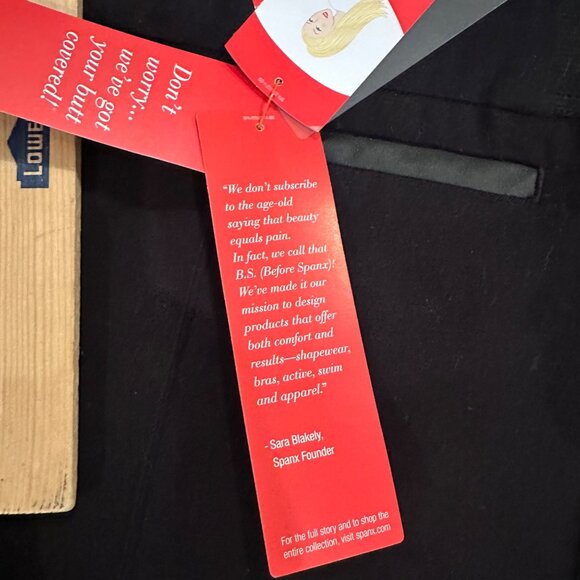 Don't
worry...
we've got
your butt
covered!
Lowe
"We don't subscribe
to the age-old
saying that beauty
equals pain.
In fact, we call that
B.S. (Before Spanx)!
We've made it our
mission to design
products that offer
both comfort and
results—shapewear,
bras, active, swim
and apparel."
-Sara Blakely,
Spanx Founder
For the full story and to shop the
entire collection, visit spanx.com